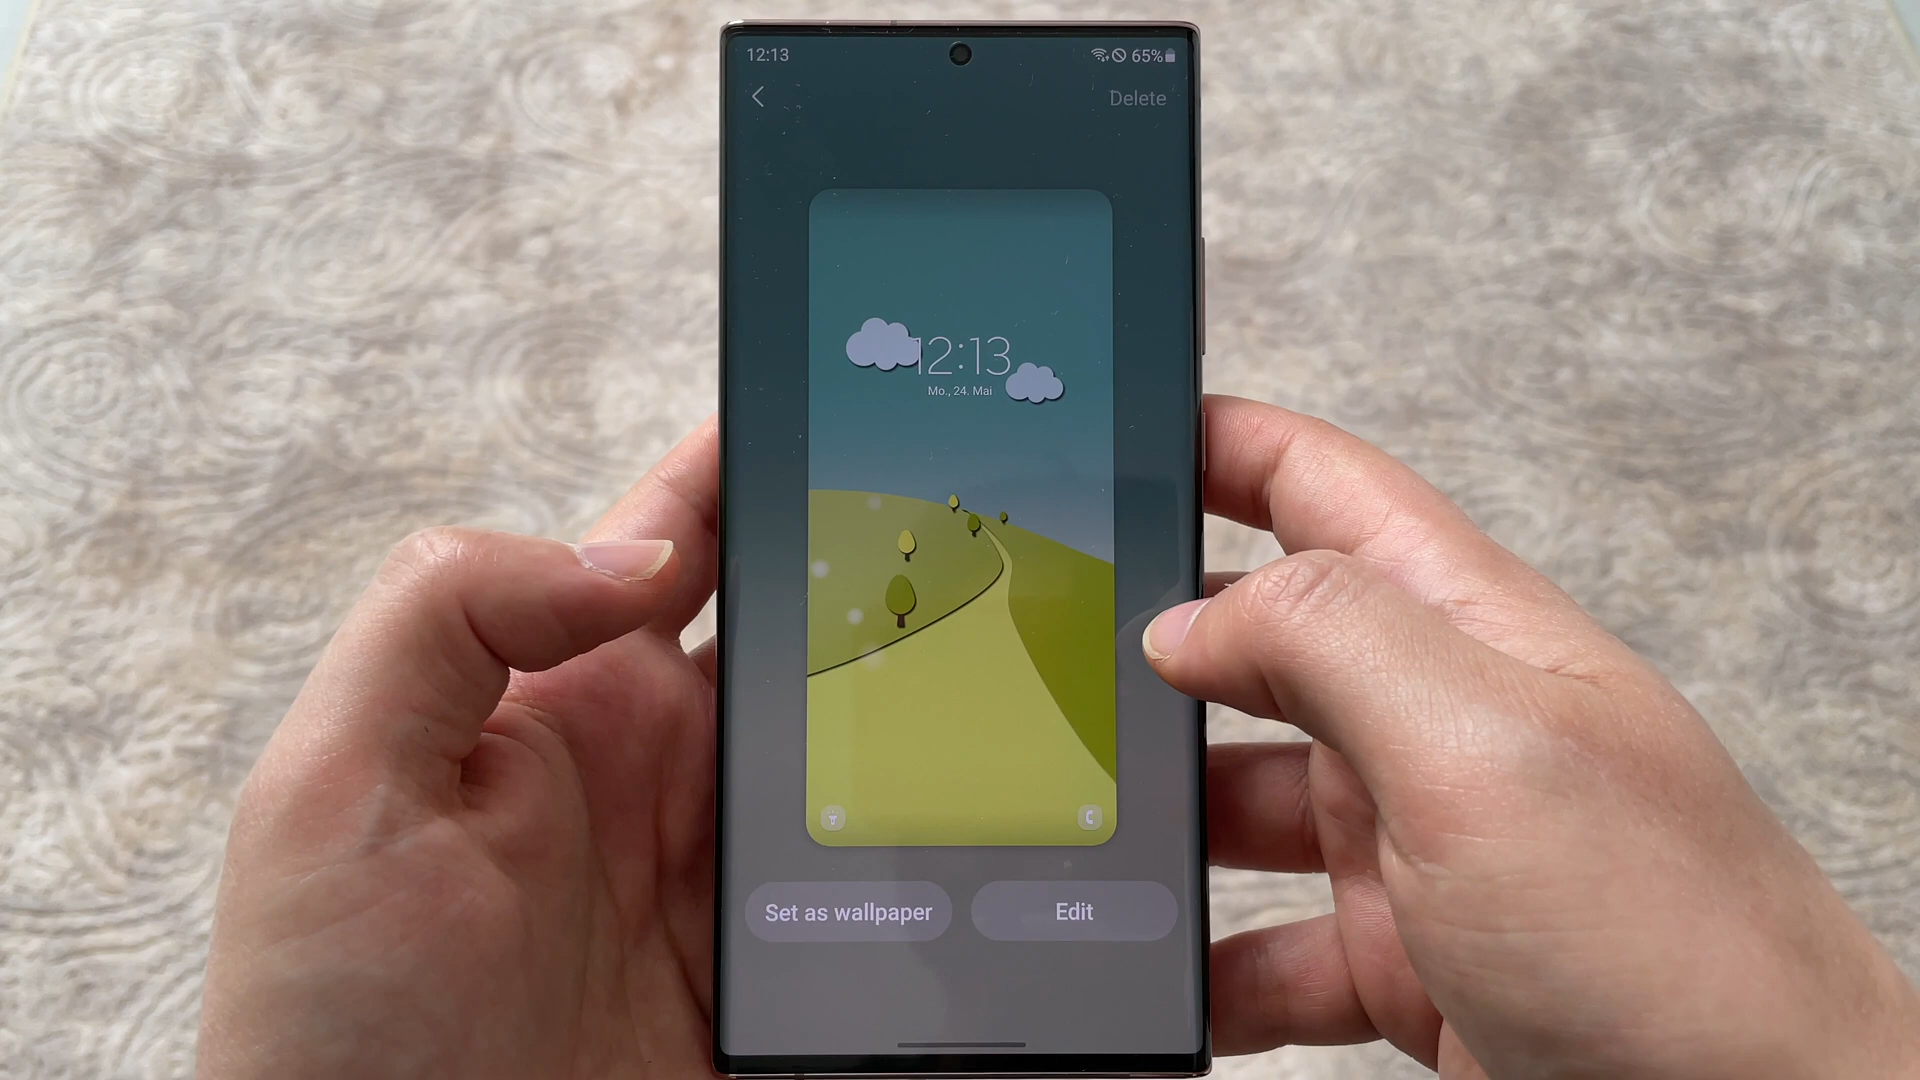 12:13
65%
Delete
12:13
Mo., 24. Mai
Set as wallpaper
Edit